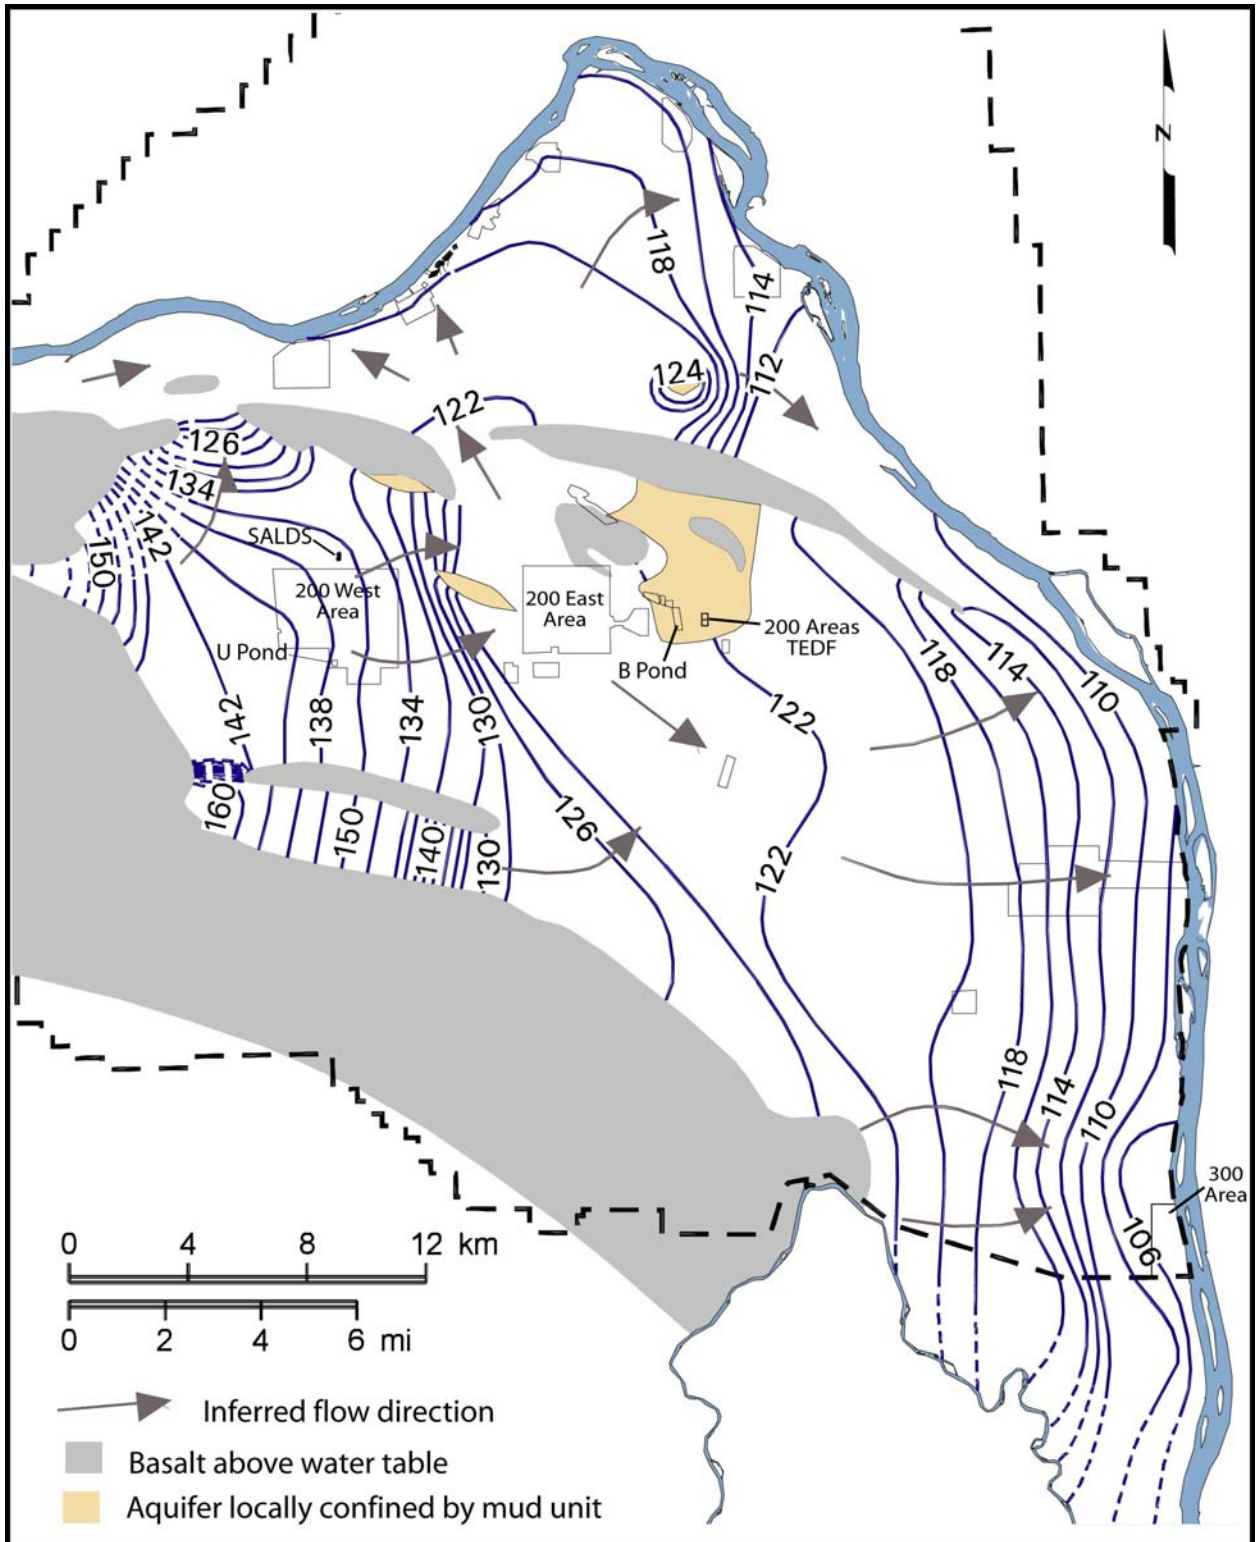 N
118
114
124
112
122
126
134
142
150
SALDS
200 West
Area
200 East
Area
U Pond
B Pond
200 Areas
TEDF
118
114
110
122
142
138
134
130
160
150
140
130
126
122
118
114
110
106
300
Area
0 4 8 12 km
0 2 4 6 mi
Inferred flow direction
Basalt above water table
Aquifer locally confined by mud unit